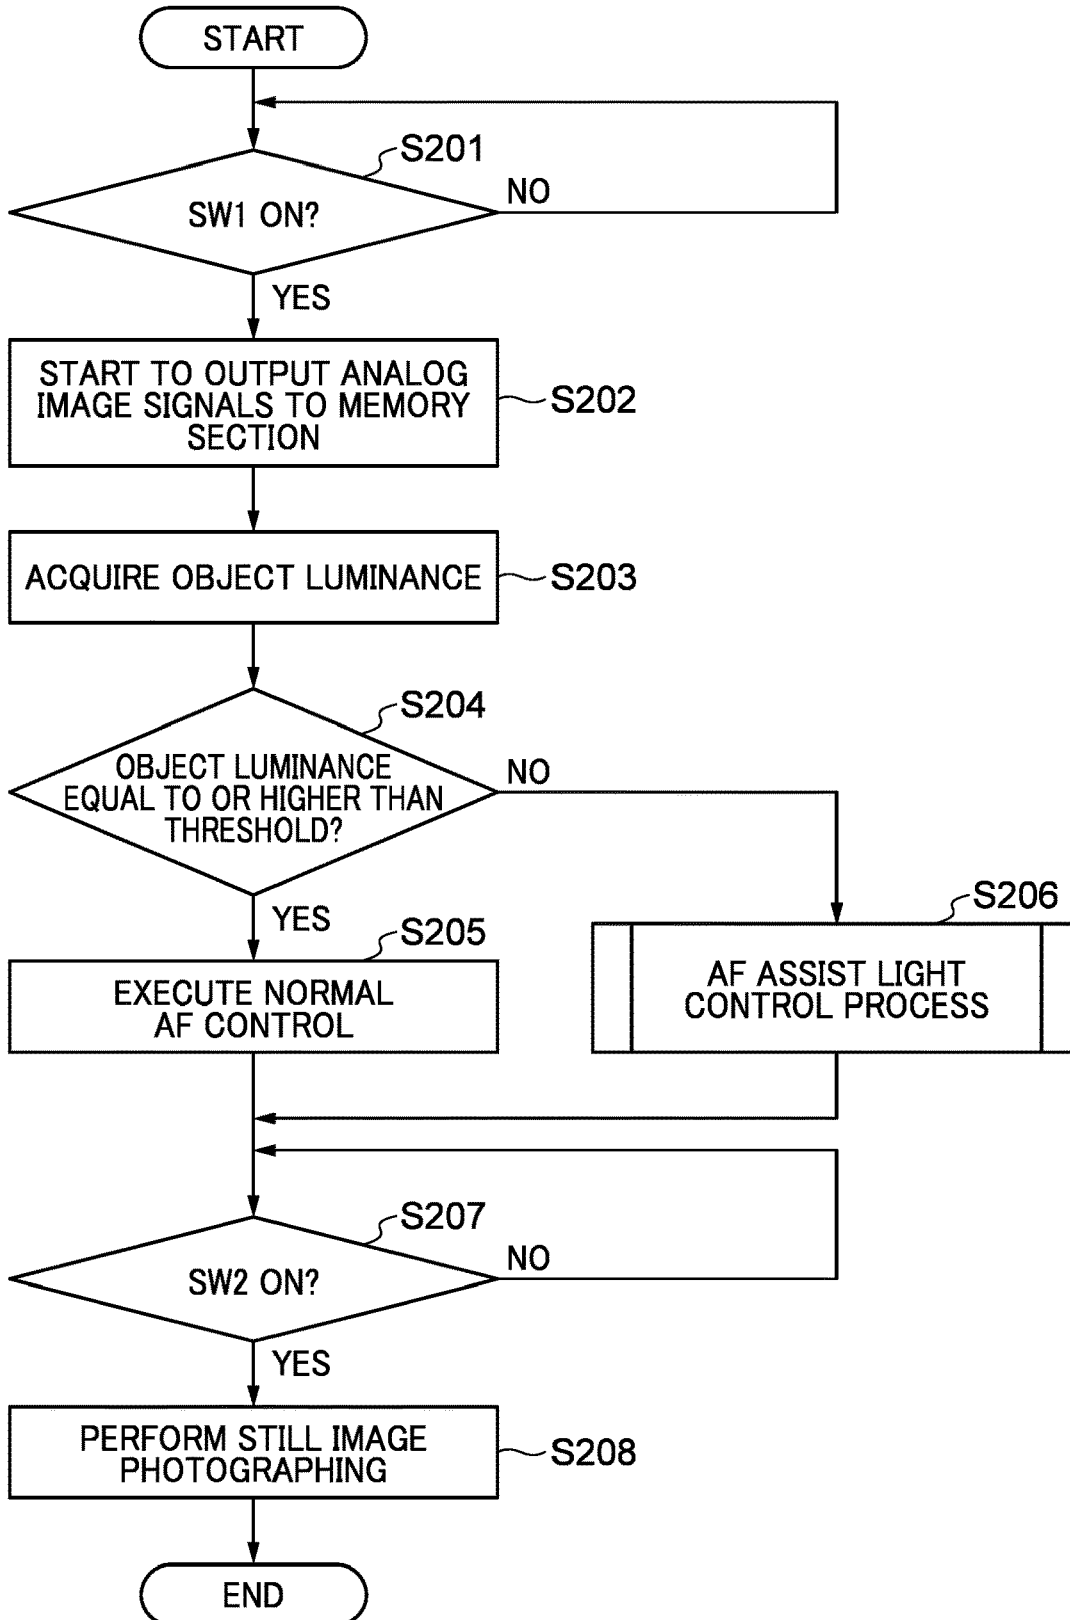 START
S201
SW1 ON?
NO
YES
START TO OUTPUT ANALOG
IMAGE SIGNALS TO MEMORY
SECTION
S202
ACQUIRE OBJECT LUMINANCE
S203
S204
OBJECT LUMINANCE
EQUAL TO OR HIGHER THAN
THRESHOLD?
NO
YES
S205
EXECUTE NORMAL
AF CONTROL
S206
AF ASSIST LIGHT
CONTROL PROCESS
S207
SW2 ON?
NO
YES
PERFORM STILL IMAGE
PHOTOGRAPHING
S208
END